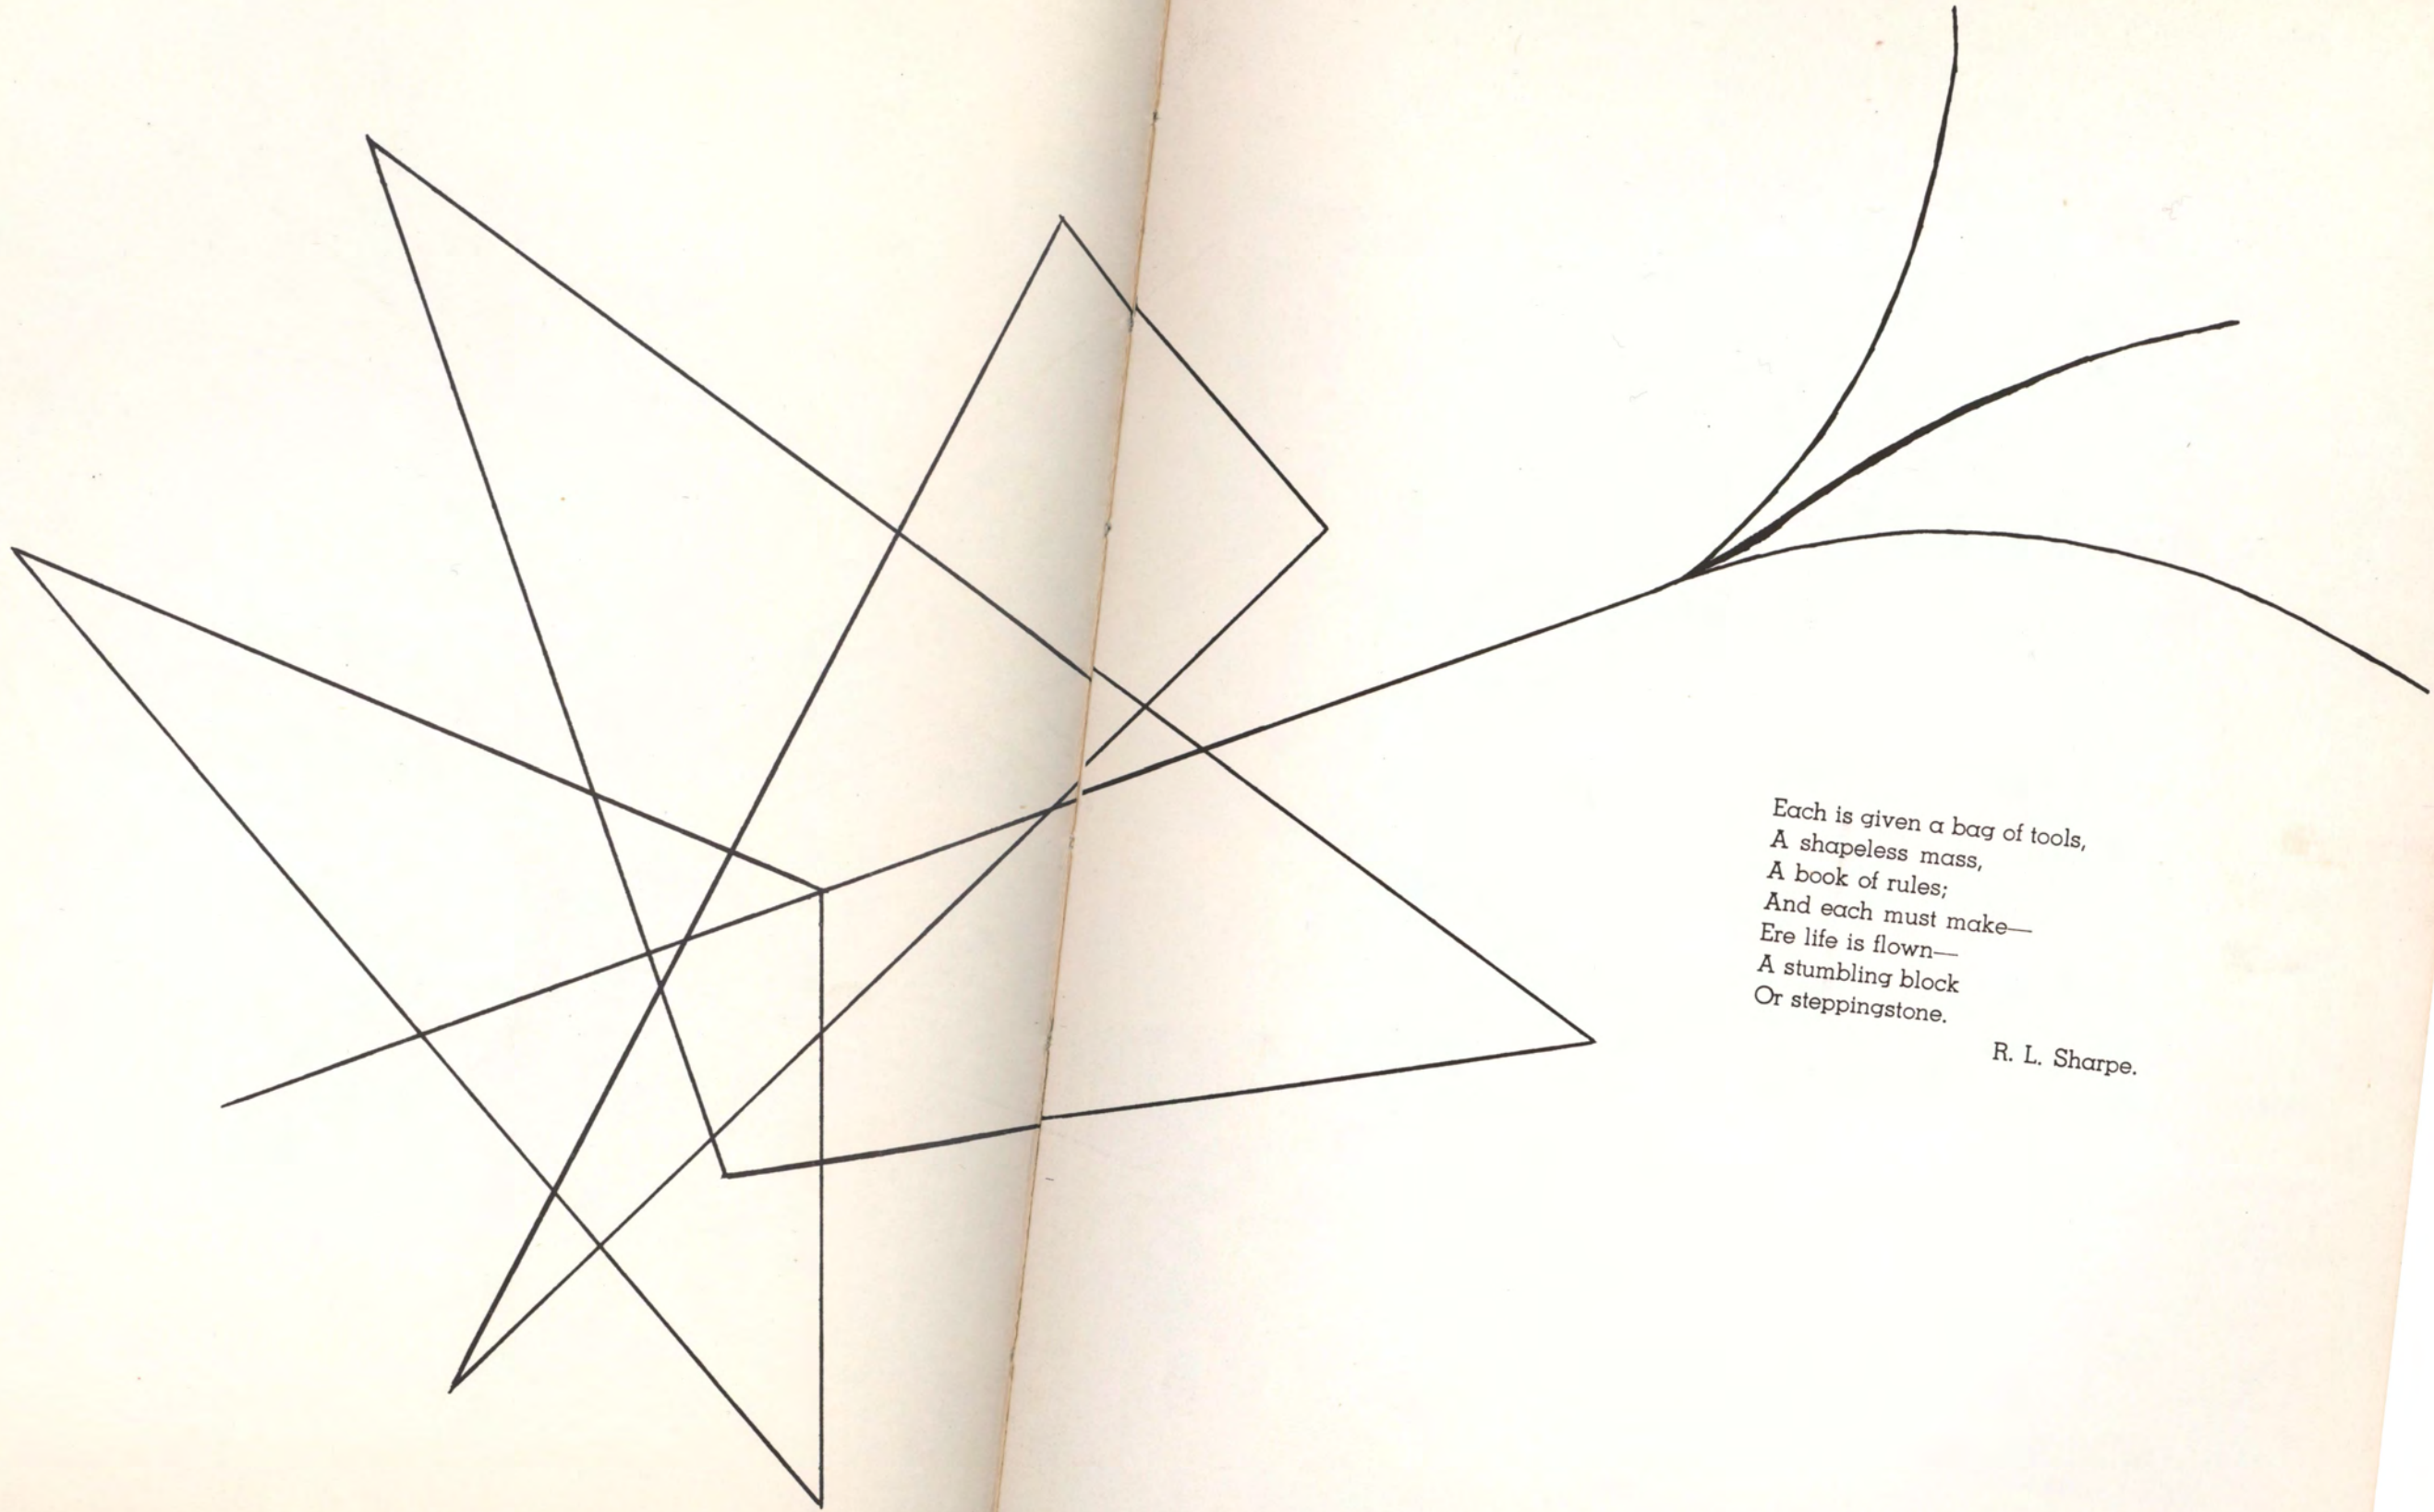 Each is given a bag of tools,
A shapeless mass,
A book of rules;
And each must make—
Ere life is flown—
A stumbling block
Or steppingstone.
R. L. Sharpe.